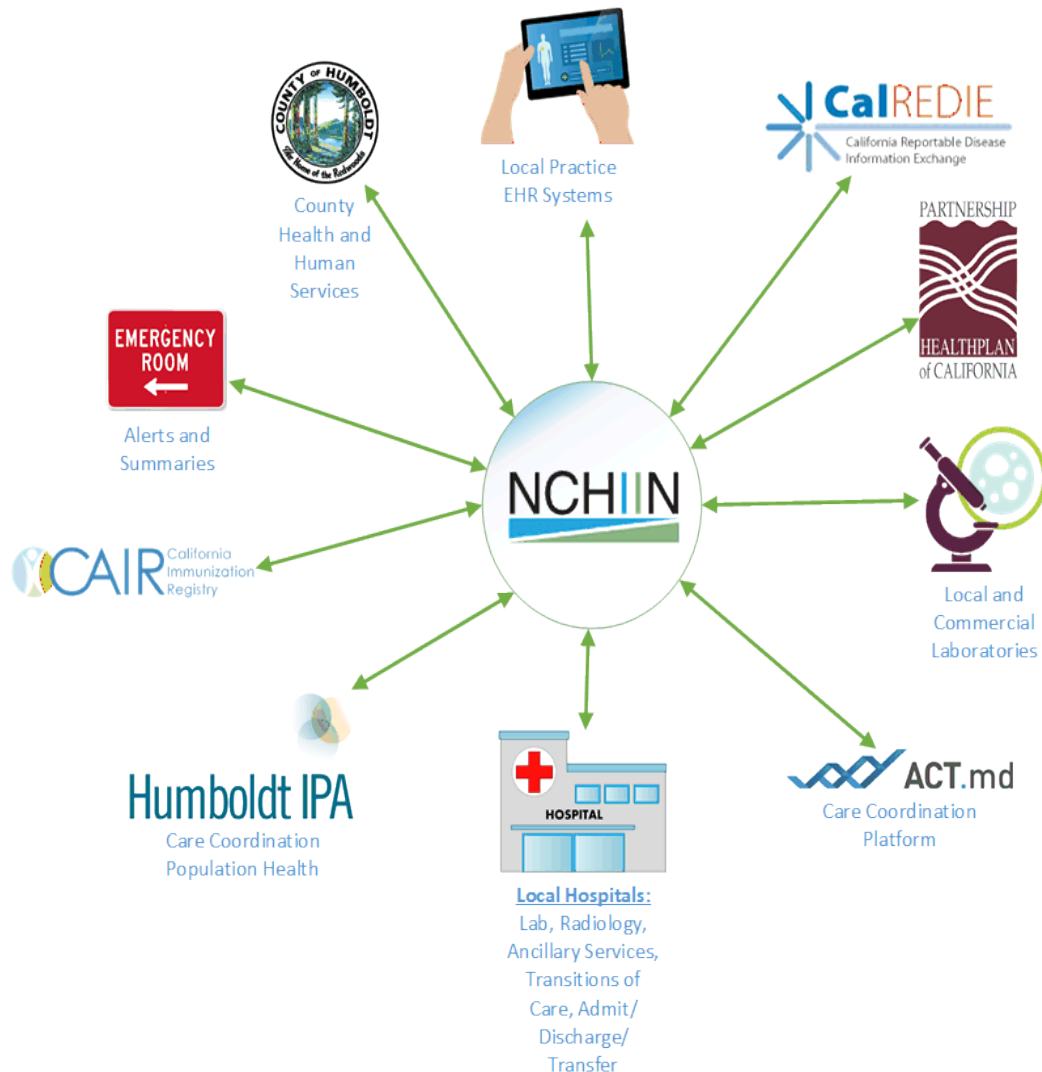 COUNTY OF HUMBOLDT
The Home of the Redwoods
County
Health and
Human
Services
Local Practice
EHR Systems
CalREDIE
California Reportable Disease
Information Exchange
PARTNERSHIP
HEALTHPLAN
of CALIFORNIA
EMERGENCY
ROOM
Alerts and
Summaries
NCHIIN
Local and
Commercial
Laboratories
CAIR
California
Immunization
Registry
Humboldt IPA
Care Coordination
Population Health
HOSPITAL
Local Hospitals:
Lab, Radiology,
Ancillary Services,
Transitions of
Care, Admit/
Discharge/
Transfer
ACT.md
Care Coordination
Platform